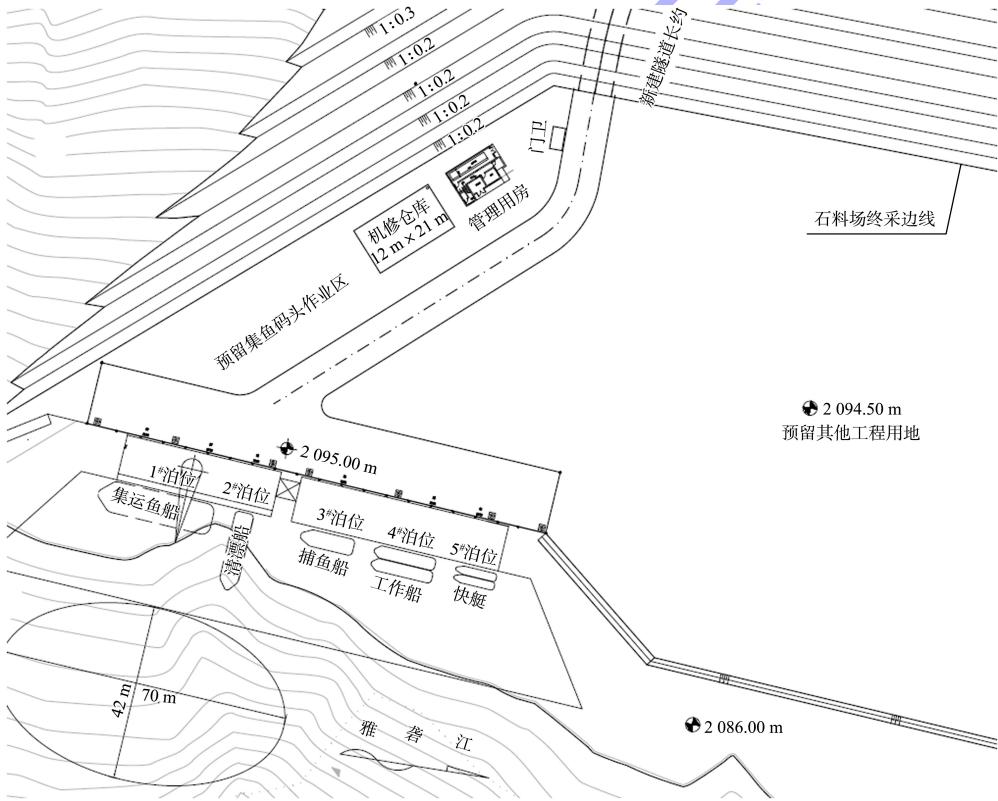 1:0.3
1:0.2
1:0.2
1:0.2
1:0.2
新建隧道长约
门卫
管理用房
机修仓库
12 m×21 m
石料场终采边线
预留集鱼码头作业区
2 094.50 m
预留其他工程用地
2 095.00 m
1#泊位
2#泊位
3#泊位
4#泊位
5#泊位
集运鱼船
清漂船
捕鱼船
工作船
快艇
42 m
70 m
雅砻江
2 086.00 m